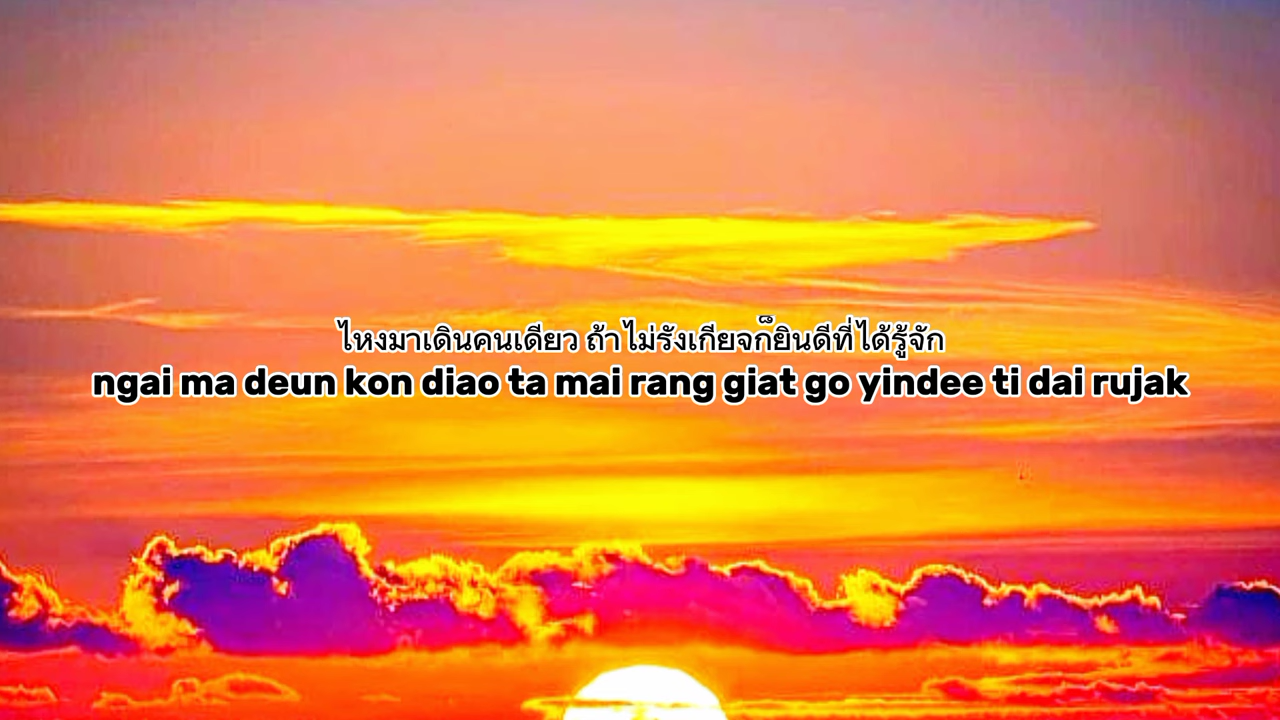 ไหงมาเดินคนเดียว ถ้าไม่รังเกียจก็ยินดีที่ได้รู้จัก
ngai ma deun kon diao ta mai rang giat go yindee ti dai rujak